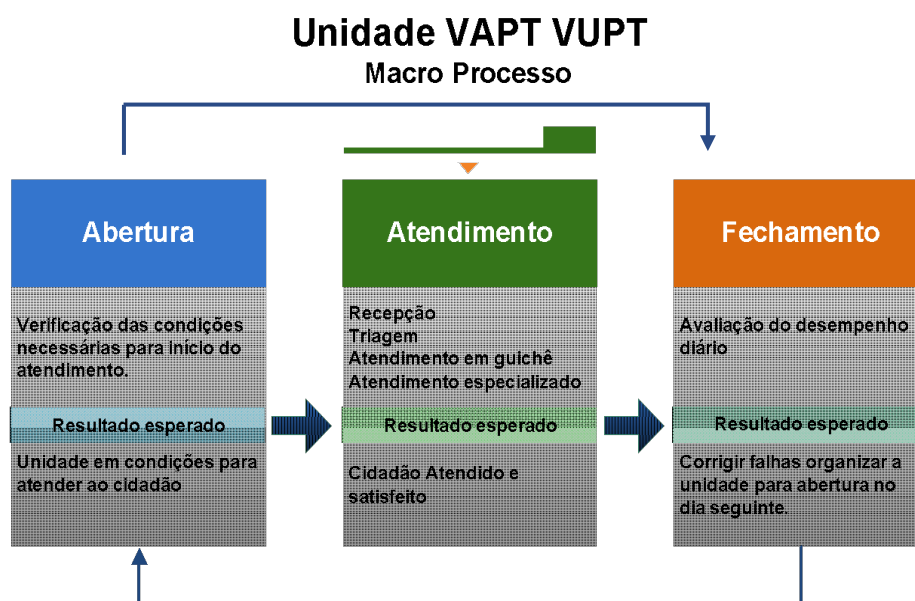 Unidade VAPT VUPT
Macro Processo
Abertura
Verificação das condições
necessárias para início do
atendimento.
Resultado esperado
Unidade em condições para
atender ao cidadão
Atendimento
Recepção
Triagem
Atendimento em guichê
Atendimento especializado
Resultado esperado
Cidadão Atendido e
satisfeito
Fechamento
Avaliação do desempenho
diário
Resultado esperado
Corrigir falhas organizar a
unidade para abertura no
dia seguinte.